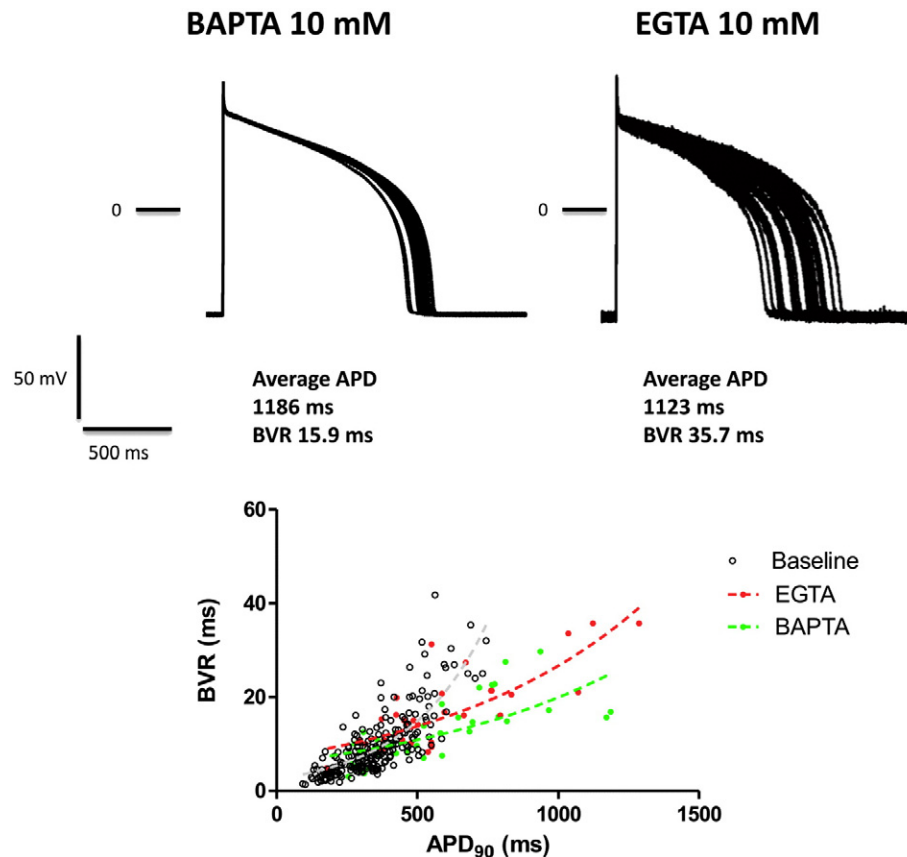 BAPTA 10 mM
EGTA 10 mM
0
0
50 mV
500 ms
Average APD
1186 ms
BVR 15.9 ms
Average APD
1123 ms
BVR 35.7 ms
60
40
20
0
BVR (ms)
0 500 1000 1500
APD90 (ms)
Baseline
EGTA
BAPTA